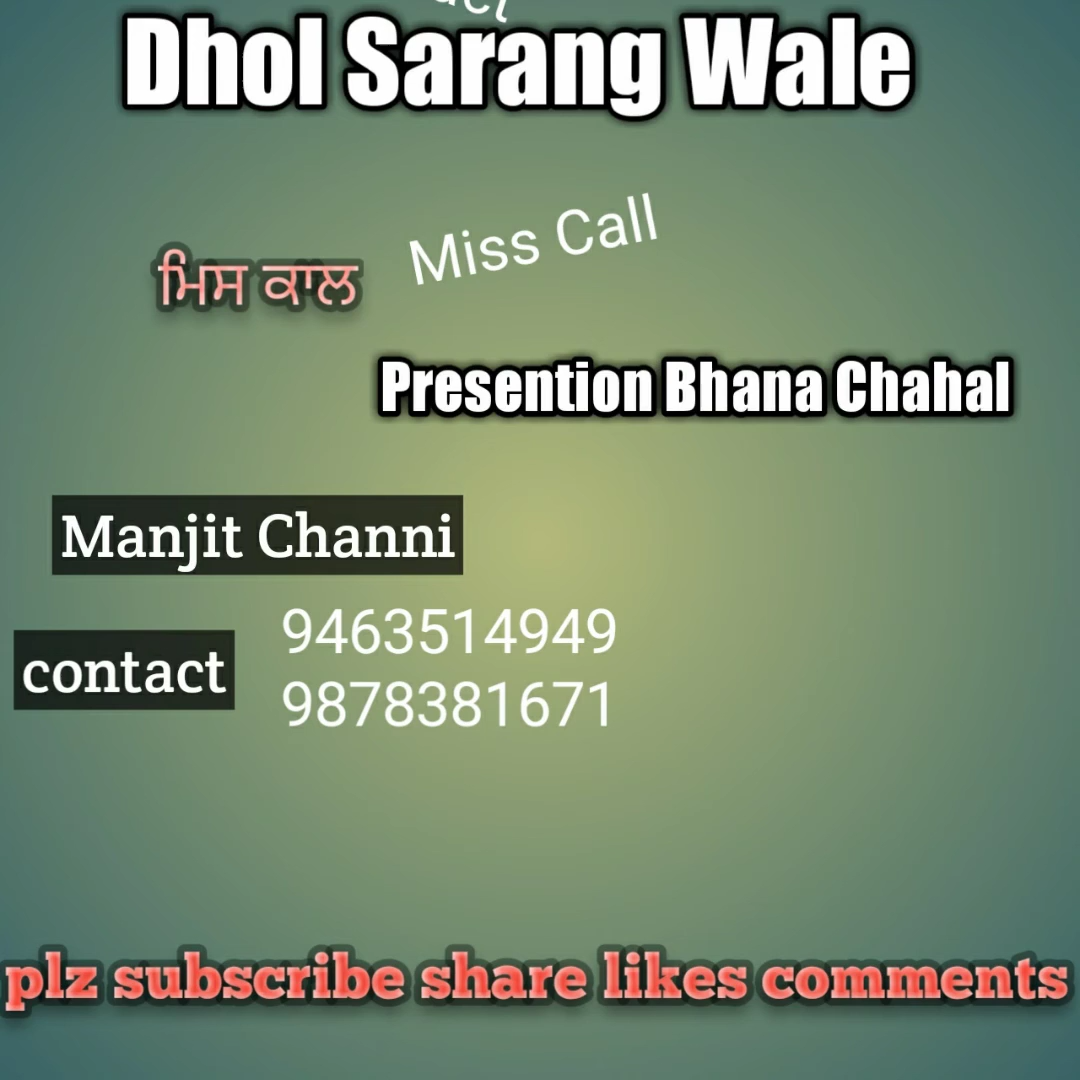 Dhol Sarang Wale
Miss Call
ਮਿਸ ਕਾਲ
Presention Bhana Chahal
Manjit Channi
9463514949
contact
9878381671
plz subscribe share likes comments